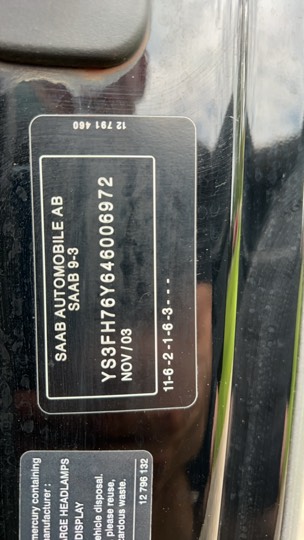 12 791 460
SAAB AUTOMOBILE AB
SAAB 9-3
YS3FH76Y646006972
NOV/03
11-6-2-1-6-3---
mercury containing
manufacturer :
ARGE HEADLAMPS
DISPLAY
vehicle disposal.
please reuse,
ardous waste.
12 796 132